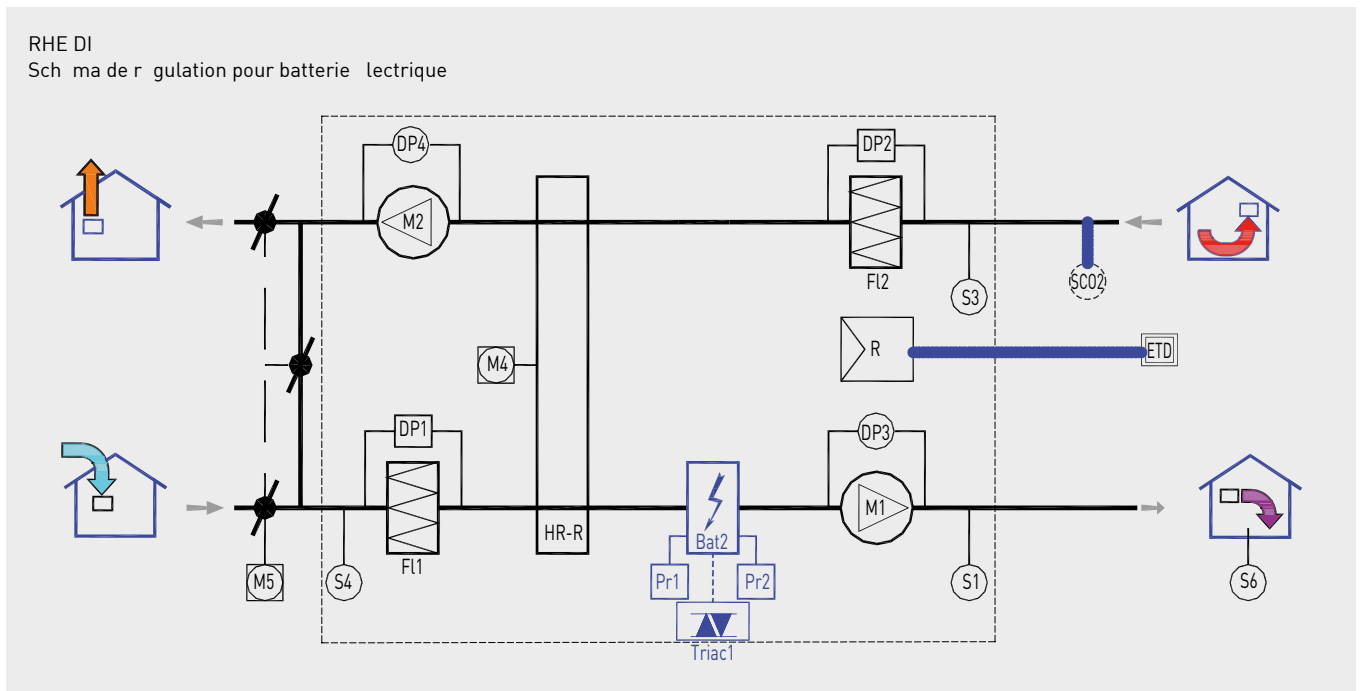 RHE DI
Sch ma de r gulation pour batterie lectrique
DP4
DP2
M2
Fl2
S3
SCO2
R
ETD
M4
DP1
DP3
M1
HR-R
Bat2
Fl1
Pr1
Pr2
M5
S4
S1
S6
Triac1